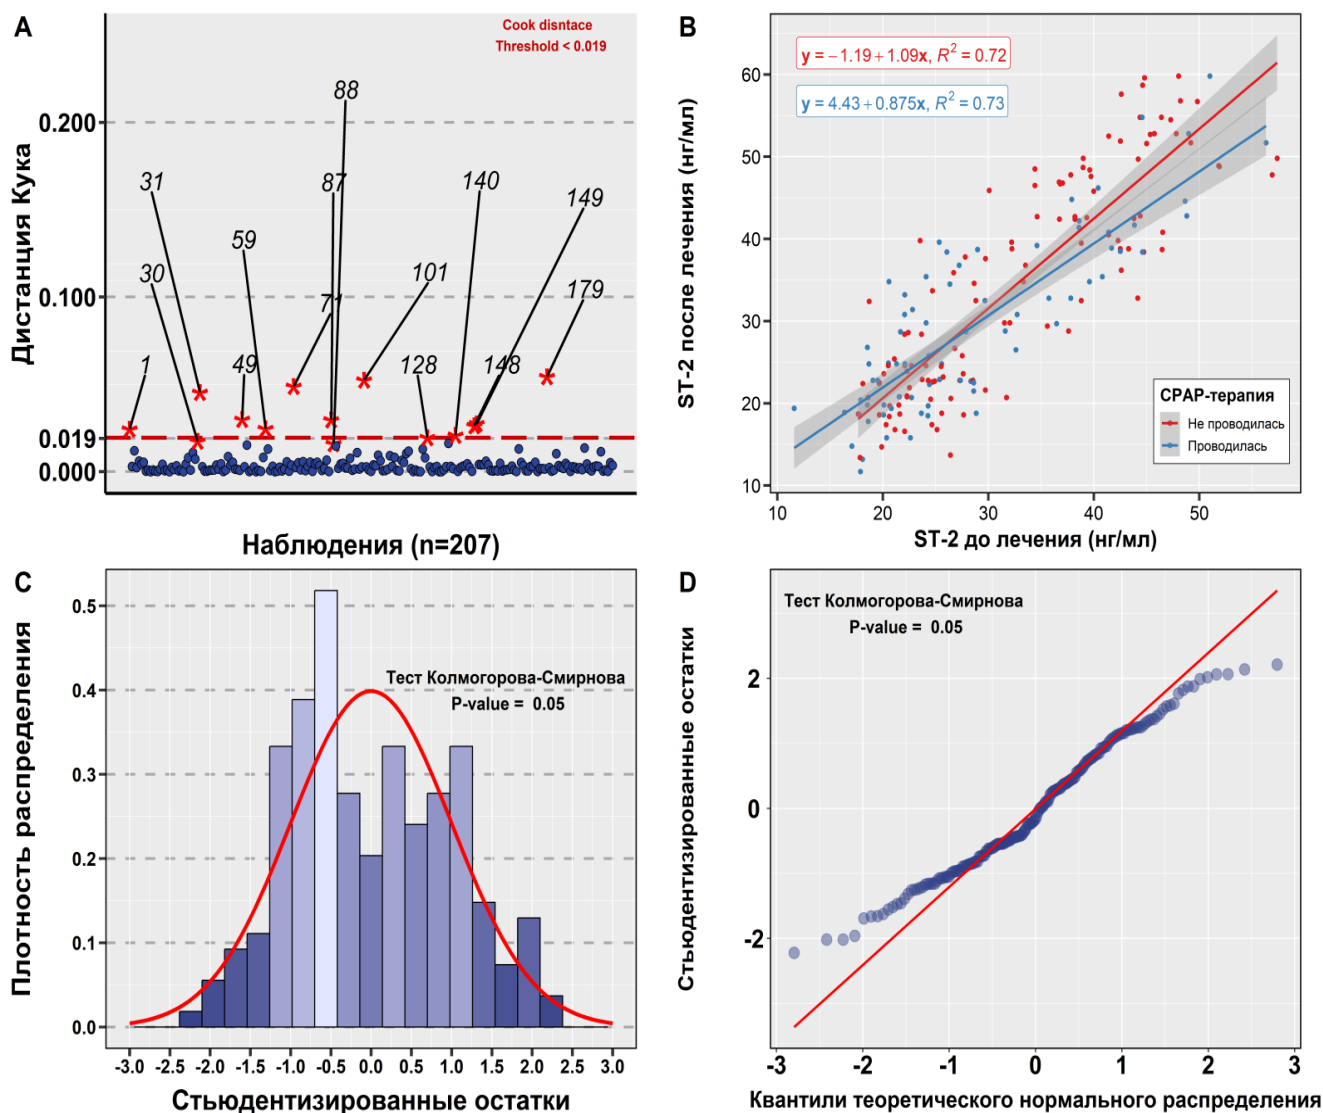 A
Cook disntace
Threshold < 0.019
Дистанция Кука
0.200
0.100
0.019
0.000
31
30
1
59
49
71
88
87
101
128
140
148
149
179
Наблюдения (n=207)
B
y = −1.19 + 1.09x, R² = 0.72
y = 4.43 + 0.875x, R² = 0.73
ST-2 после лечения (нг/мл)
60
50
40
30
20
10
CPAP-терапия
Не проводилась
Проводилась
20 30 40 50
10
ST-2 до лечения (нг/мл)
C
Тест Колмогорова-Смирнова
P-value = 0.05
Плотность распределения
0.5
0.4
0.3
0.2
0.1
0.0
-3.0 -2.5 -2.0 -1.5 -1.0 -0.5 0.0 0.5 1.0 1.5 2.0 2.5 3.0
Стьюдентизированные остатки
D
Тест Колмогорова-Смирнова
P-value = 0.05
Стьюдентизированные остатки
2
0
-2
-3 -2 -1 0 1 2 3
Квантили теоретического нормального распределения